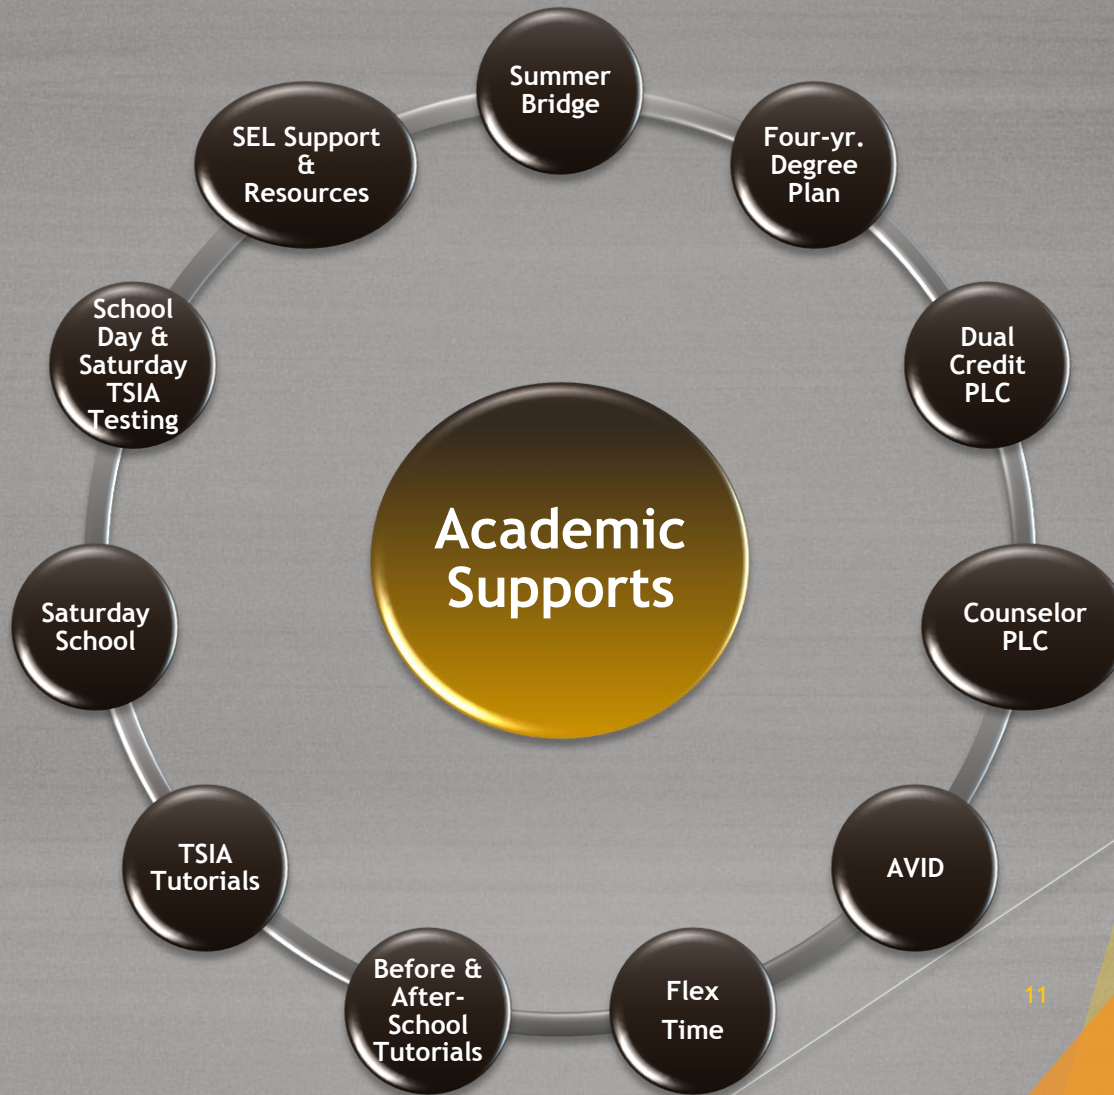 Summer
Bridge
Four-yr.
Degree
Plan
Dual
Credit
PLC
Counselor
PLC
AVID
Flex
Time
Before &
After-
School
Tutorials
TSIA
Tutorials
Saturday
School
School
Day &
Saturday
TSIA
Testing
SEL Support
&
Resources
Academic
Supports
11